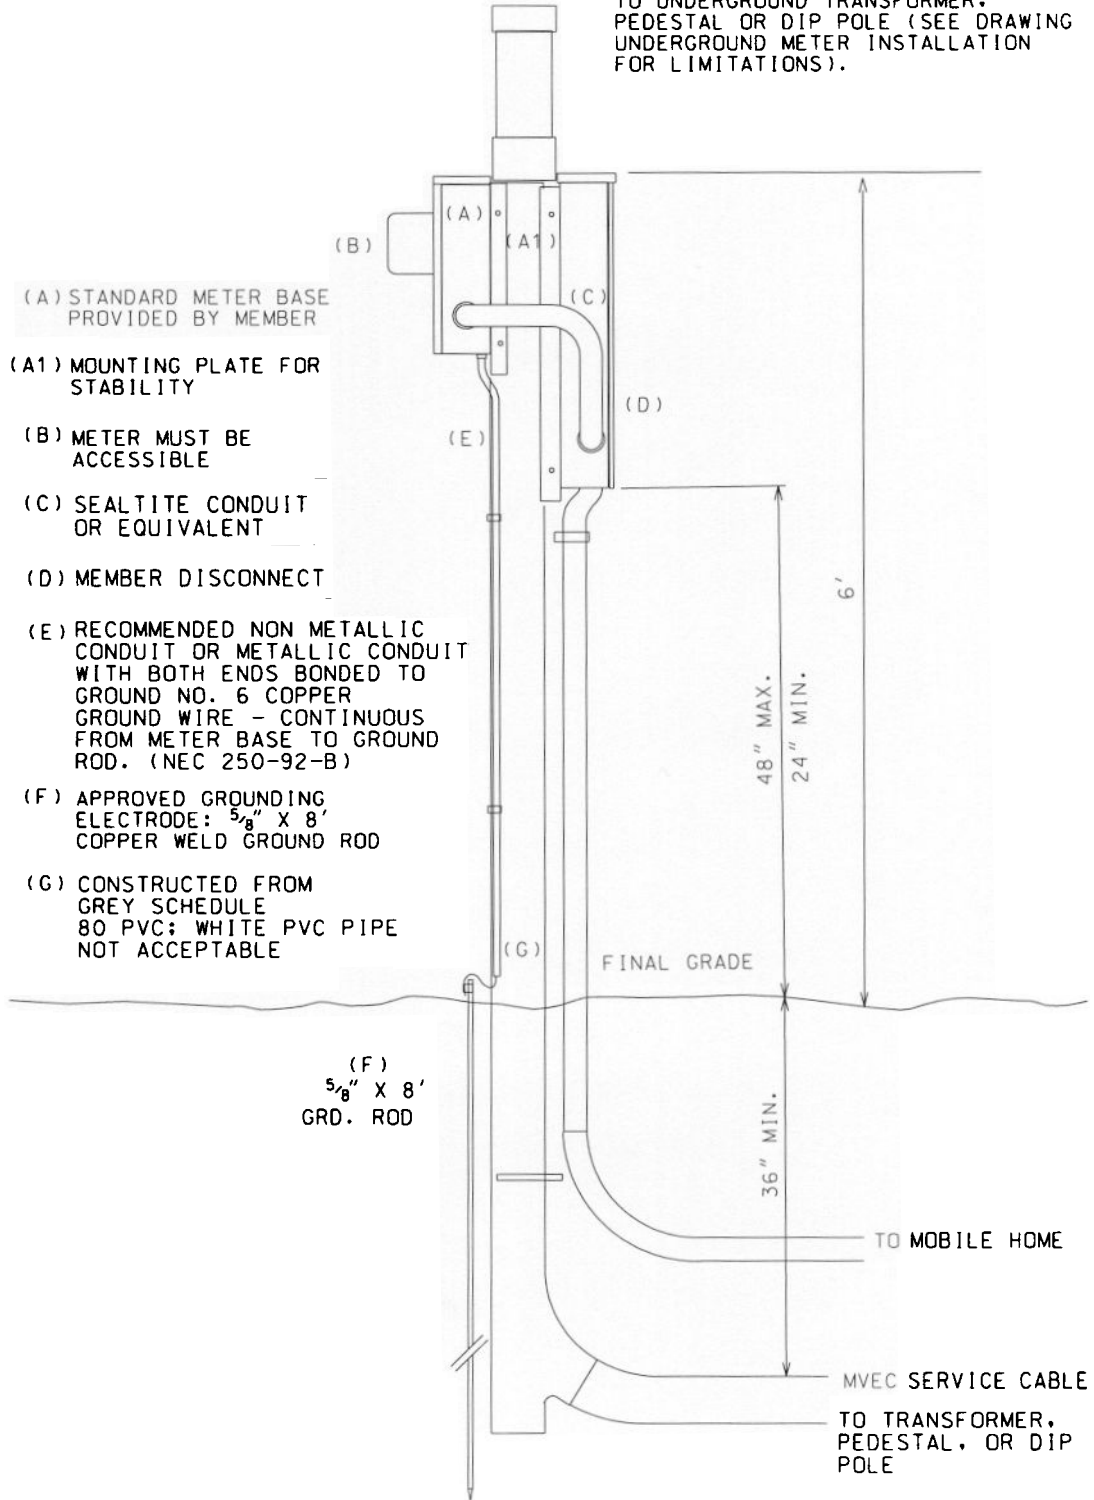 TO UNDERGROUND TRANSFORMER,
PEDESTAL OR DIP POLE (SEE DRAWING
UNDERGROUND METER INSTALLATION
FOR LIMITATIONS).
(A)
(A1)
(B)
(C)
(A) STANDARD METER BASE
PROVIDED BY MEMBER
(A1) MOUNTING PLATE FOR
STABILITY
(D)
(B) METER MUST BE
ACCESSIBLE
(E)
(C) SEALTITE CONDUIT
OR EQUIVALENT
(D) MEMBER DISCONNECT
6'
(E) RECOMMENDED NON METALLIC
CONDUIT OR METALLIC CONDUIT
WITH BOTH ENDS BONDED TO
GROUND NO. 6 COPPER
GROUND WIRE - CONTINUOUS
FROM METER BASE TO GROUND
ROD. (NEC 250-92-B)
48" MAX.
24" MIN.
(F) APPROVED GROUNDING
ELECTRODE: 5/8" X 8'
COPPER WELD GROUND ROD
(G) CONSTRUCTED FROM
GREY SCHEDULE
80 PVC; WHITE PVC PIPE
NOT ACCEPTABLE
(G)
FINAL GRADE
(F)
5/8" X 8'
GRD. ROD
36" MIN.
TO MOBILE HOME
MVEC SERVICE CABLE
TO TRANSFORMER,
PEDESTAL, OR DIP
POLE